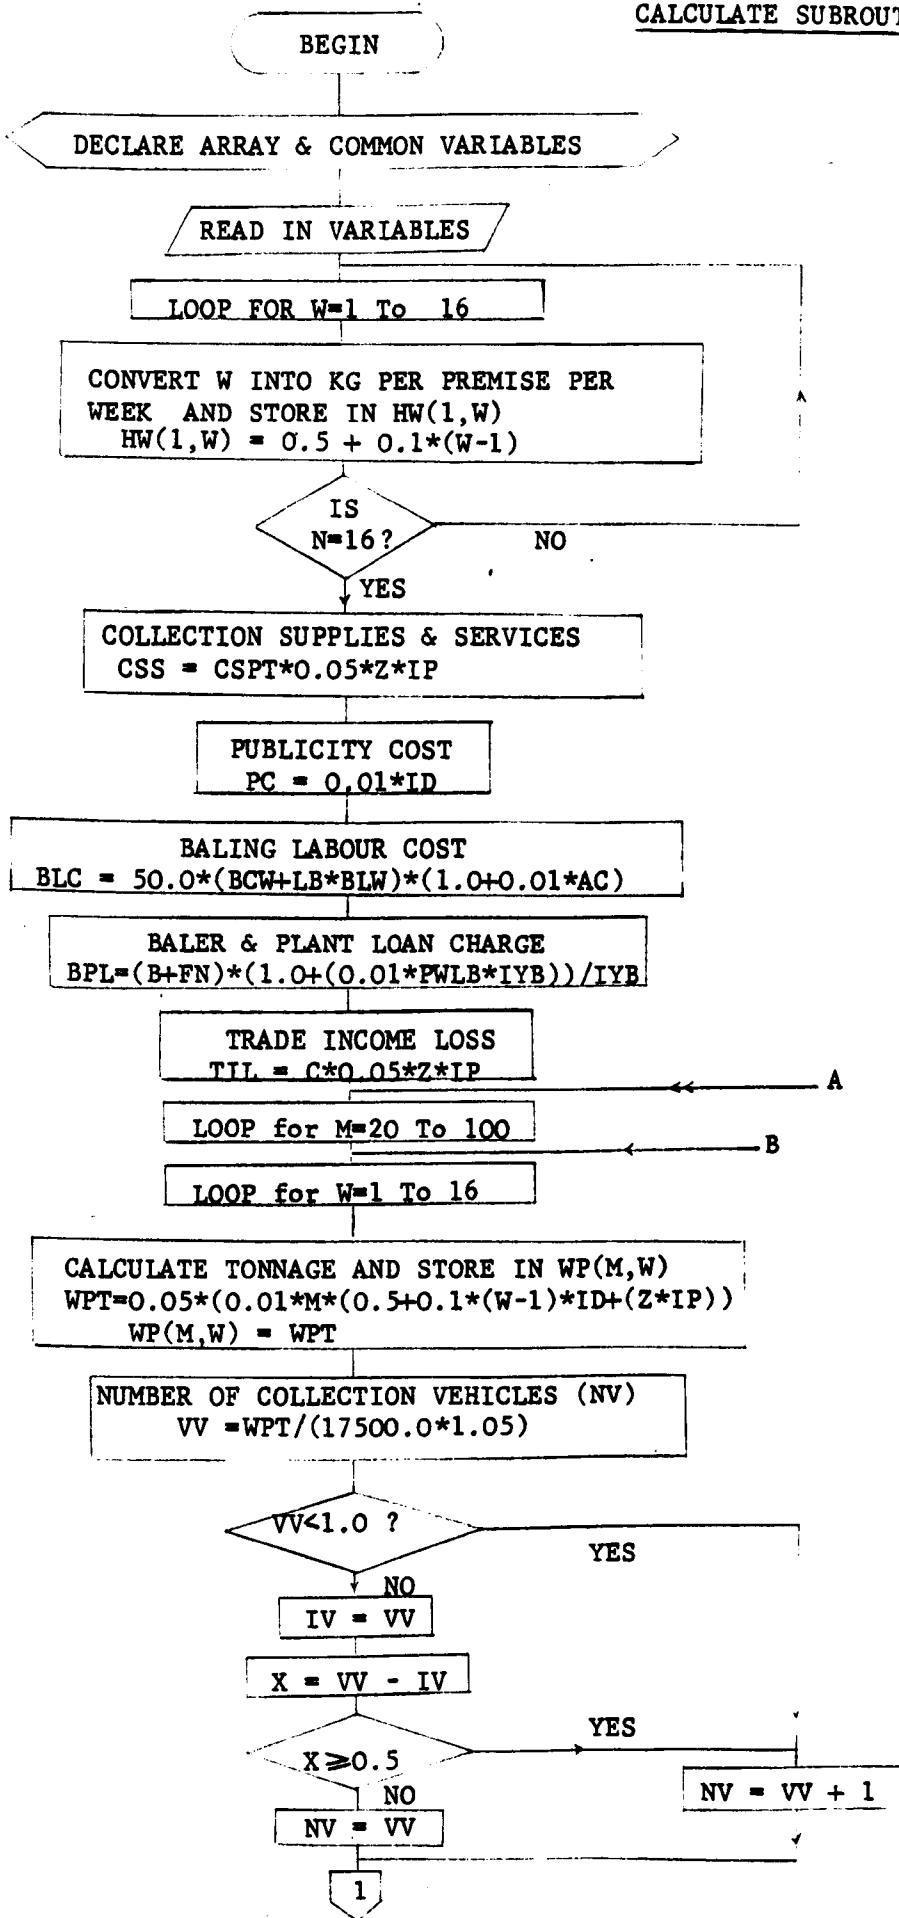 CALCULATE SUBROUT
BEGIN
DECLARE ARRAY & COMMON VARIABLES
READ IN VARIABLES
LOOP FOR W=1 To 16
CONVERT W INTO KG PER PREMISE PER
WEEK AND STORE IN HW(1,W)
HW(1,W) = 0.5 + 0.1*(W-1)
IS
N=16?
NO
YES
COLLECTION SUPPLIES & SERVICES
CSS = CSPT*0.05*Z*IP
PUBLICITY COST
PC = 0.01*ID
BALING LABOUR COST
BLC = 50.0*(BCW+LB*BLW)*(1.0+0.01*AC)
BALER & PLANT LOAN CHARGE
BPL=(B+FN)*(1.0+(0.01*PWLB*IYB))/IYB
TRADE INCOME LOSS
TIL = C*0.05*Z*IP
A
LOOP for M=20 To 100
B
LOOP for W=1 To 16
CALCULATE TONNAGE AND STORE IN WP(M,W)
WPT=0.05*(0.01*M*(0.5+0.1*(W-1)*ID+(Z*IP))
WP(M,W) = WPT
NUMBER OF COLLECTION VEHICLES (NV)
VV =WPT/(17500.0*1.05)
VV<1.0 ?
YES
NO
IV = VV
X = VV - IV
YES
X ≥0.5
NV = VV + 1
NO
NV = VV
1